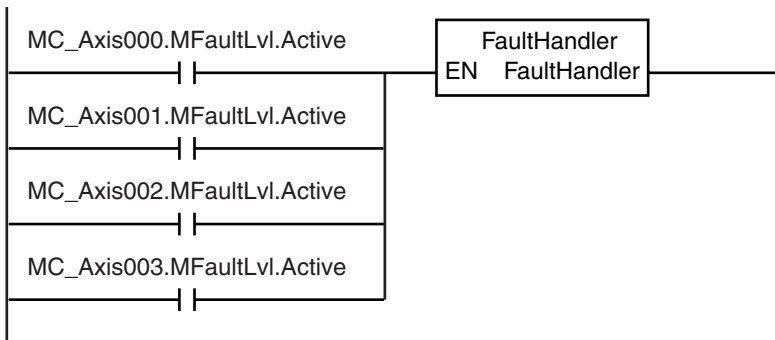 MC_Axis000.MFaultLvl.Active
FaultHandler
EN FaultHandler
MC_Axis001.MFaultLvl.Active
MC_Axis002.MFaultLvl.Active
MC_Axis003.MFaultLvl.Active